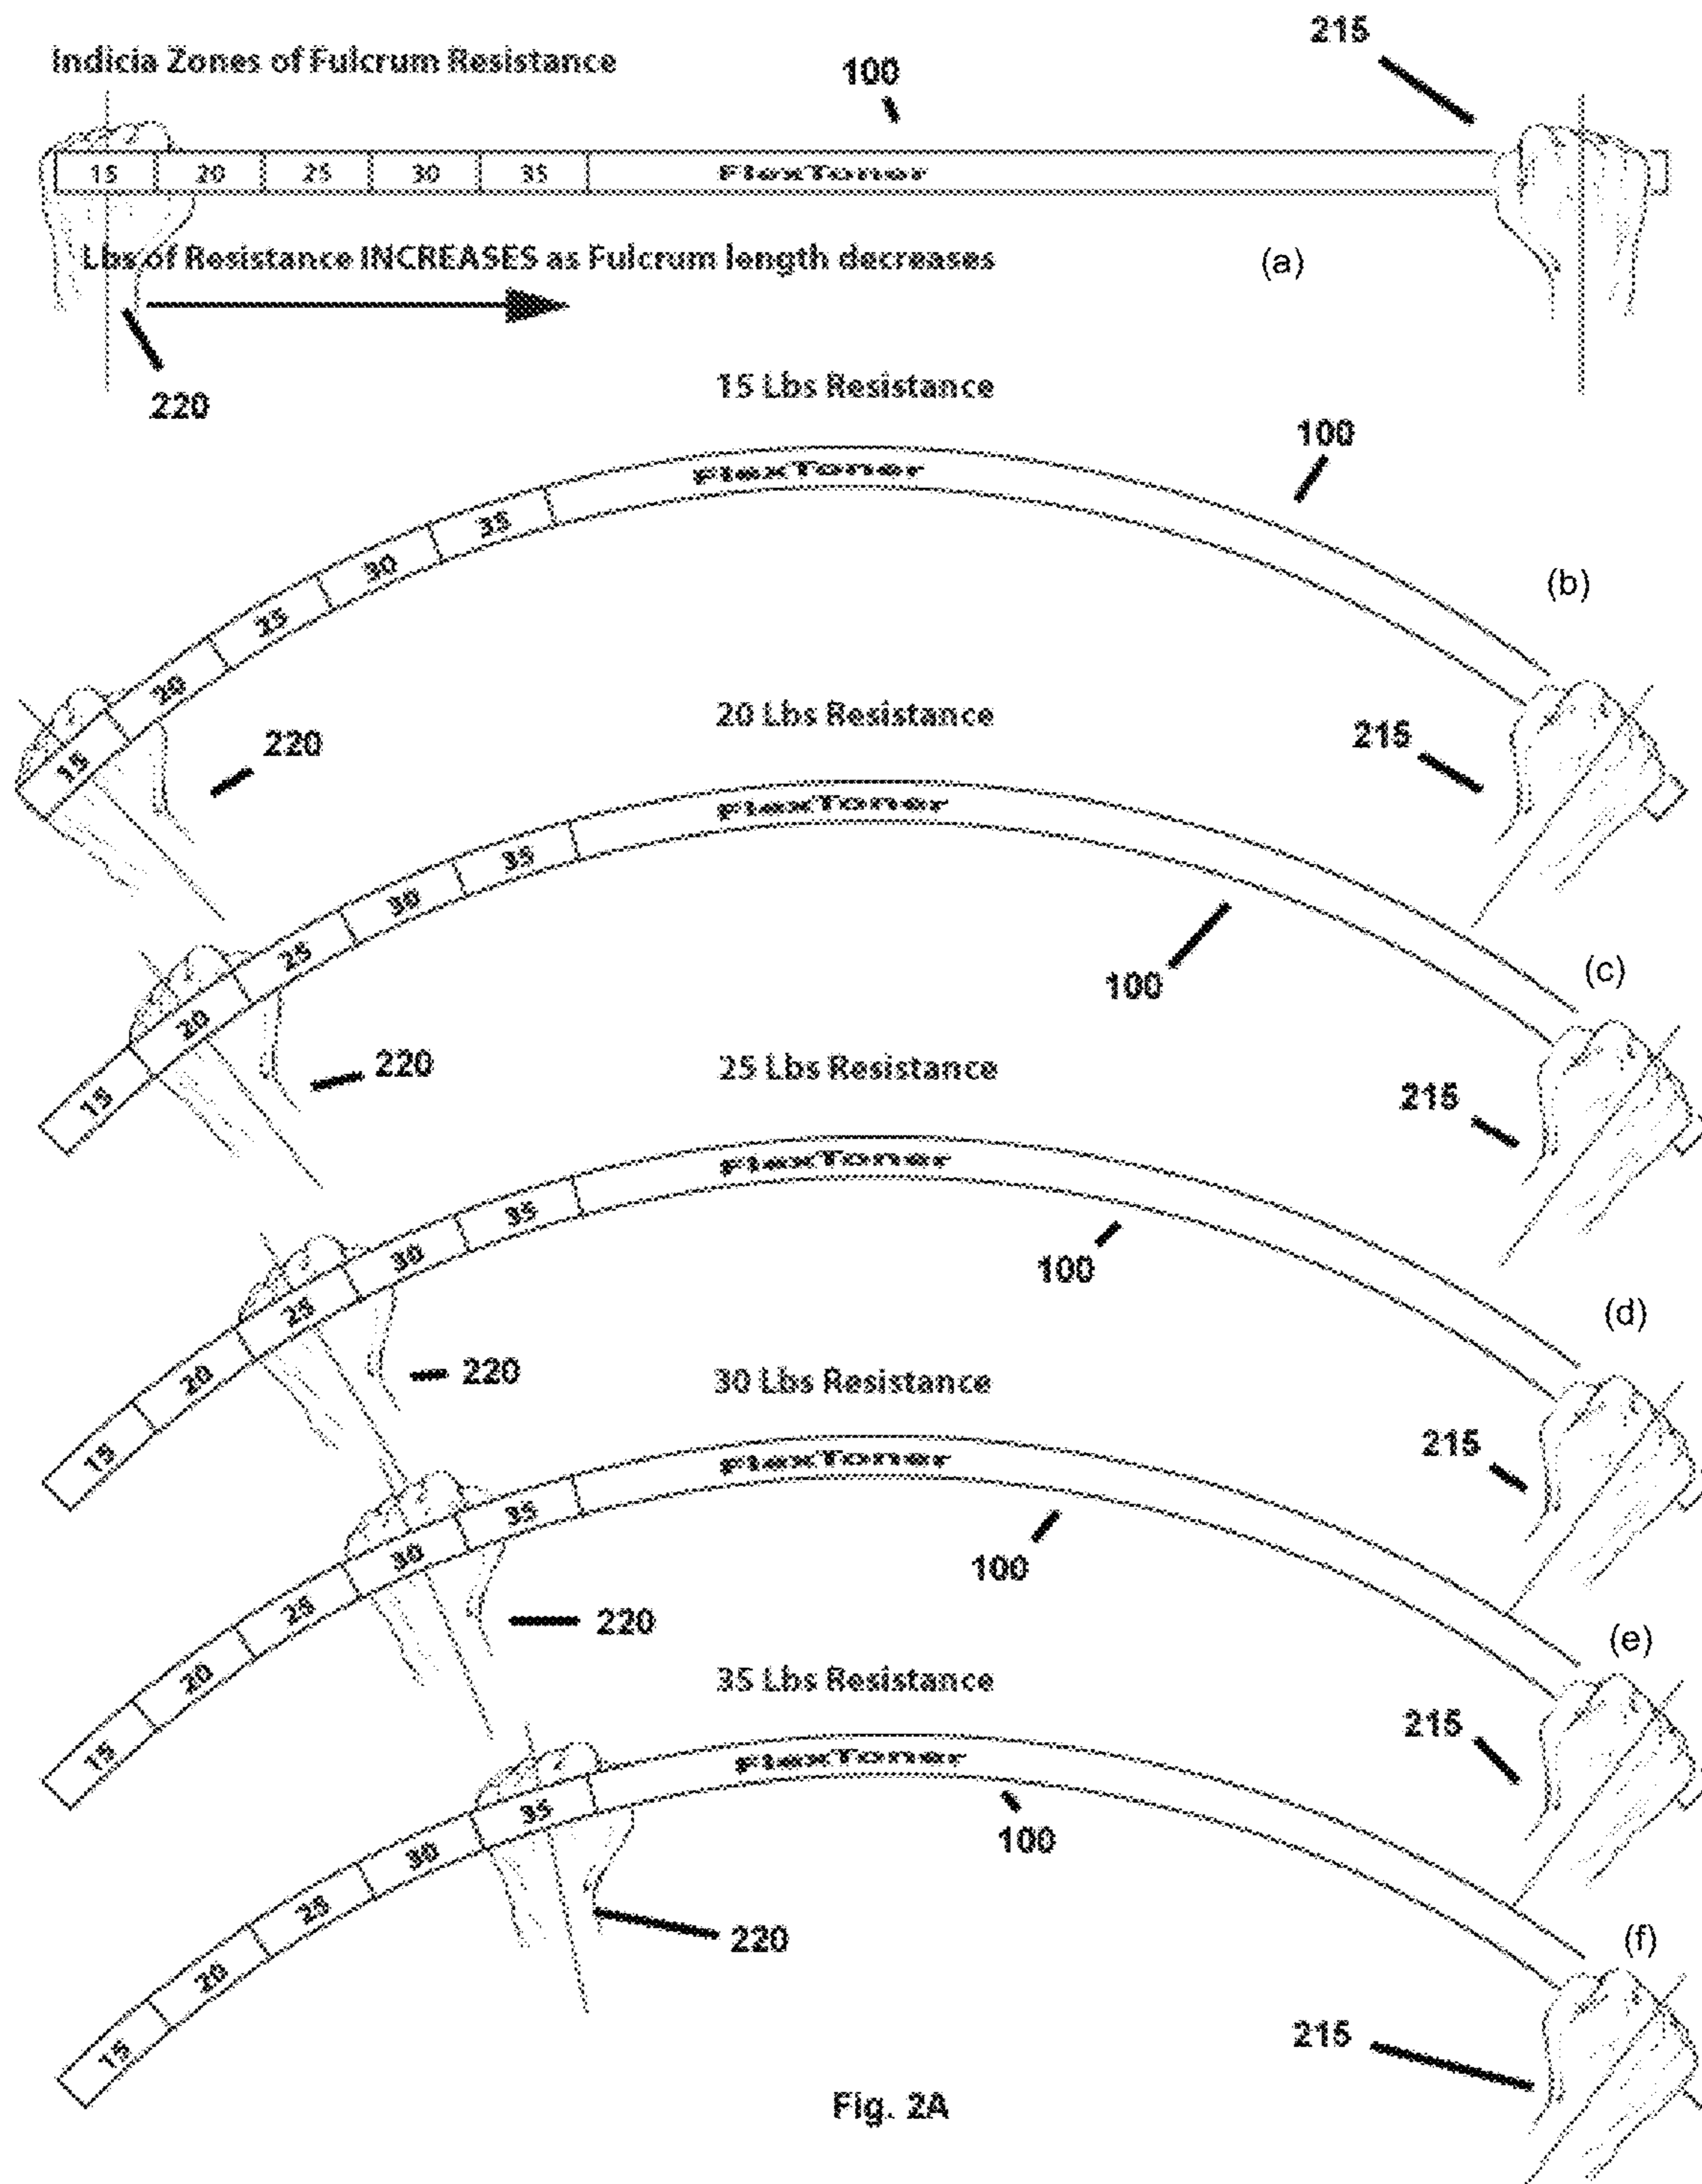 215
Indicia Zones of Fulcrum Resistance
100
15 20 25 30 35 FlexToner
Lbs of Resistance INCREASES as Fulcrum length decreases
(a)
220
15 Lbs Resistance
100
FlexToner
15 20 25 30 35
(b)
220
20 Lbs Resistance
215
FlexToner
15 20 25 30 35
100
(c)
220
25 Lbs Resistance
215
FlexToner
15 20 25 30 35
100
(d)
220
30 Lbs Resistance
215
FlexToner
15 20 25 30 35
100
(e)
220
35 Lbs Resistance
215
FlexToner
15 20 25 30 35
100
(f)
220
215
Fig. 2A